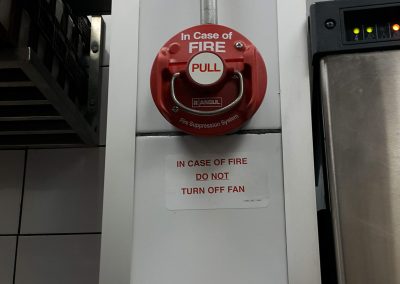 In Case of
FIRE
PULL
ANSUL
Fire Suppression System
IN CASE OF FIRE
DO NOT
TURN OFF FAN